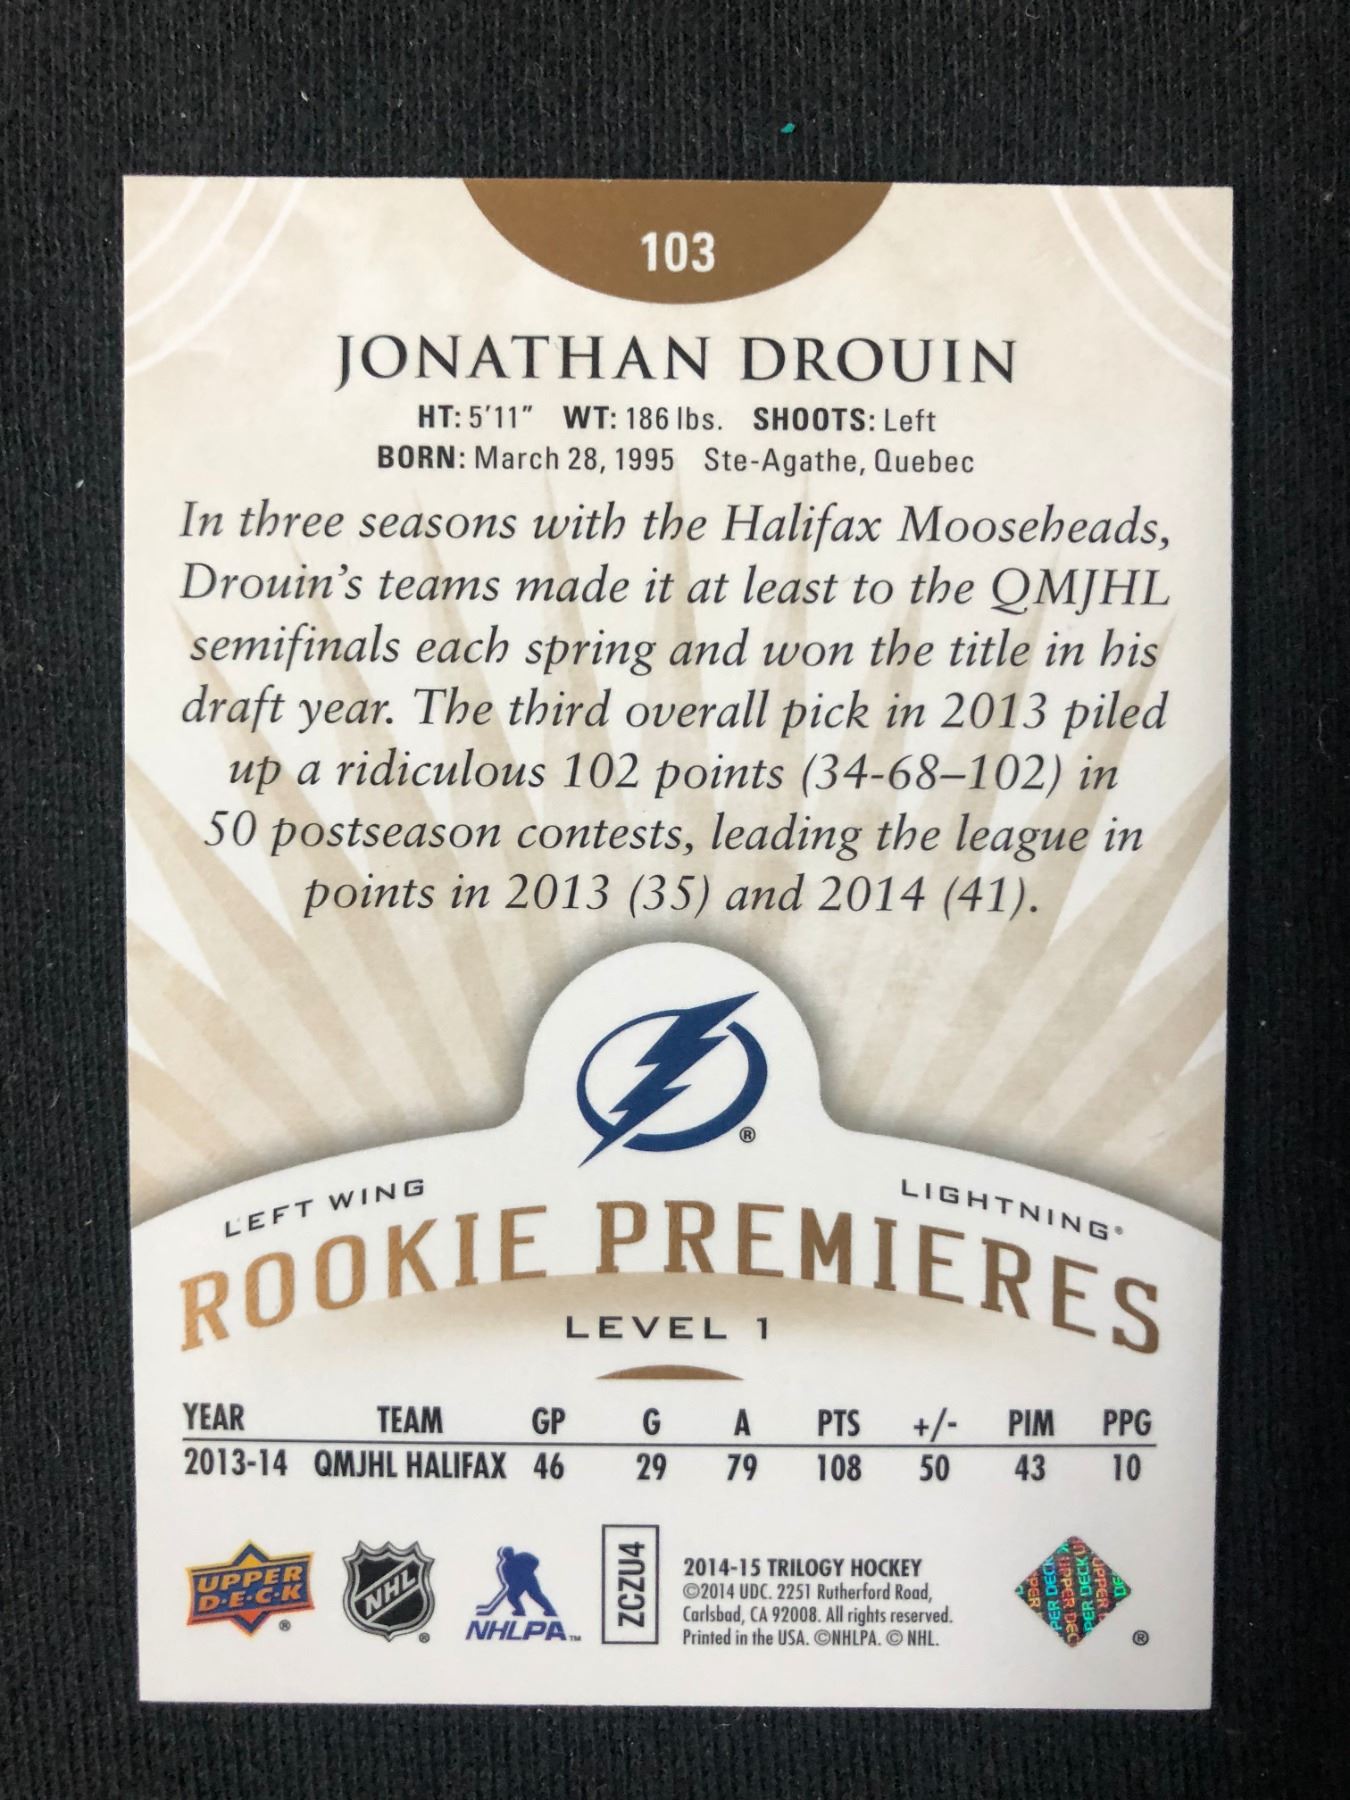 103
JONATHAN DROUIN
HT: 5'11" WT: 186 lbs. SHOOTS: Left
BORN: March 28, 1995 Ste-Agathe, Quebec
In three seasons with the Halifax Mooseheads,
Drouin's teams made it at least to the QMJHL
semifinals each spring and won the title in his
draft year. The third overall pick in 2013 piled
up a ridiculous 102 points (34-68–102) in
50 postseason contests, leading the league in
points in 2013 (35) and 2014 (41).
®
LEFT WING LIGHTNING®
ROOKIE PREMIERES
LEVEL 1
YEAR TEAM GP G A PTS +/- PIM PPG
2013-14 QMJHL HALIFAX 46 29 79 108 50 43 10
UPPER
D·E·C·K ®
NHL ®
NHLPA™
ZCZU4
2014-15 TRILOGY HOCKEY
©2014 UDC. 2251 Rutherford Road,
Carlsbad, CA 92008. All rights reserved.
Printed in the USA. ©NHLPA. © NHL.
®